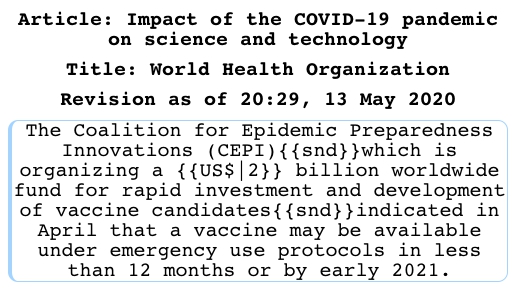 Article: Impact of the COVID-19 pandemic
on science and technology
Title: World Health Organization
Revision as of 20:29, 13 May 2020
The Coalition for Epidemic Preparedness
Innovations (CEPI){{snd}}which is
organizing a {{US$|2}} billion worldwide
fund for rapid investment and development
of vaccine candidates{{snd}}indicated in
April that a vaccine may be available
under emergency use protocols in less
than 12 months or by early 2021.